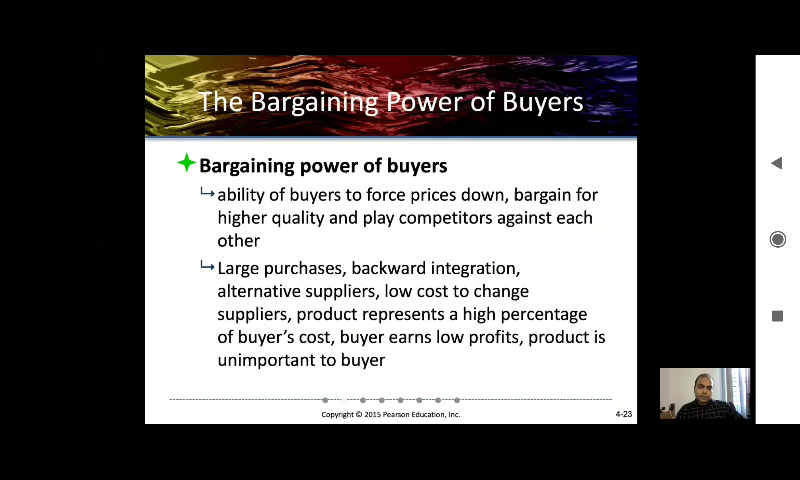 The Bargaining Power of Buyers
Bargaining power of buyers
ability of buyers to force prices down, bargain for
higher quality and play competitors against each
other
Large purchases, backward integration,
alternative suppliers, low cost to change
suppliers, product represents a high percentage
of buyer's cost, buyer earns low profits, product is
unimportant to buyer
Copyright © 2015 Pearson Education, Inc.
4-23